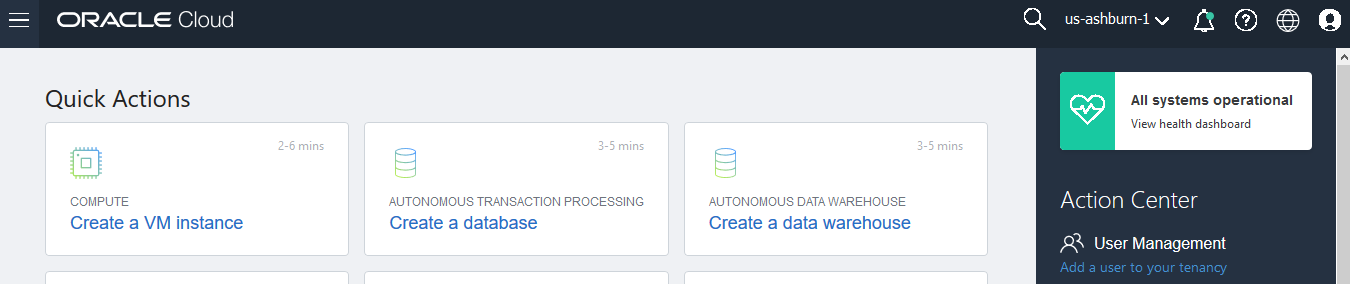 ORACLE Cloud
us-ashburn-1
Quick Actions
2-6 mins
COMPUTE
Create a VM instance
3-5 mins
AUTONOMOUS TRANSACTION PROCESSING
Create a database
3-5 mins
AUTONOMOUS DATA WAREHOUSE
Create a data warehouse
All systems operational
View health dashboard
Action Center
User Management
Add a user to your tenancy